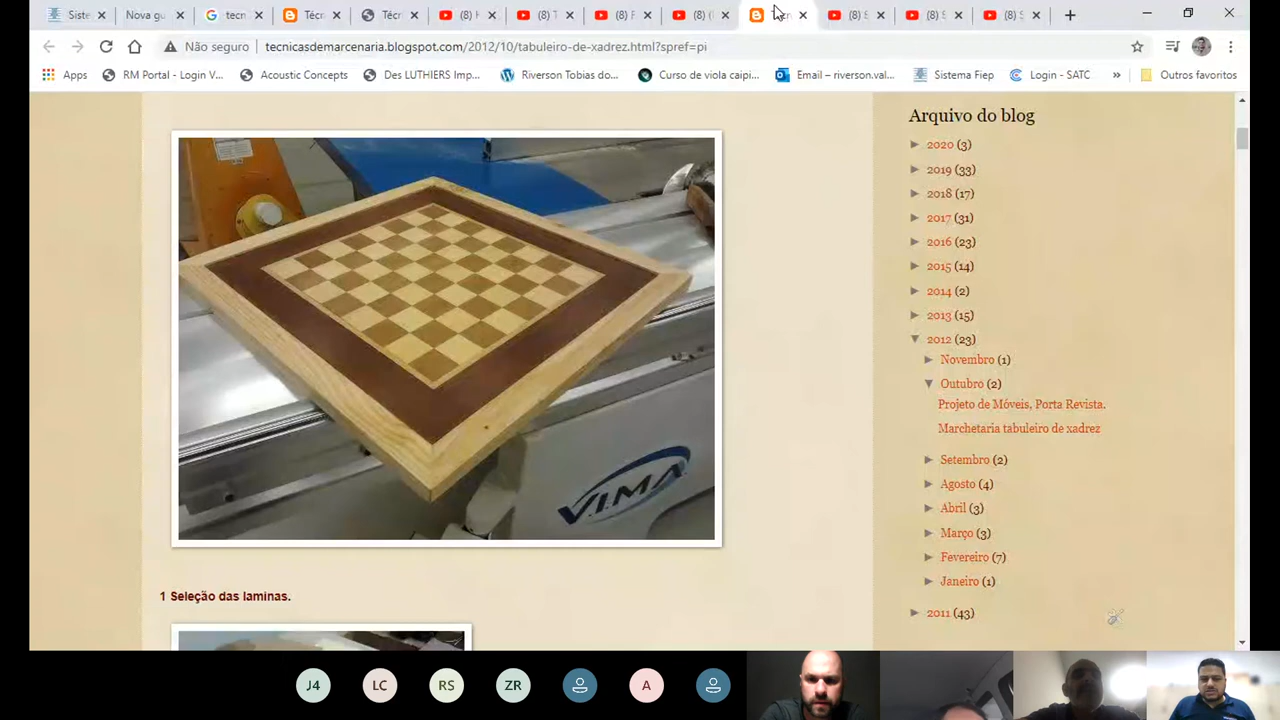 Siste
Nova gu
tecn
Técn
Técr
(8)
(8) T
(8) F
(8)
(8) S
(8) S
(8) S
Não seguro
tecnicasdemarcenaria.blogspot.com/2012/10/tabuleiro-de-xadrez.html?spref=pi
Apps
RM Portal - Login V...
Acoustic Concepts
Des LUTHIERS Imp...
Riverson Tobias do...
Curso de viola caipi...
Email – riverson.val...
Sistema Fiep
Login - SATC
»
Outros favoritos
V.I.MA
1 Seleção das laminas.
Arquivo do blog
► 2020 (3)
► 2019 (33)
► 2018 (17)
► 2017 (31)
► 2016 (23)
► 2015 (14)
► 2014 (2)
► 2013 (15)
▼ 2012 (23)
► Novembro (1)
▼ Outubro (2)
Projeto de Móveis, Porta Revista.
Marchetaria tabuleiro de xadrez
► Setembro (2)
► Agosto (4)
► Abril (3)
► Março (3)
► Fevereiro (7)
► Janeiro (1)
► 2011 (43)
J4
LC
RS
ZR
A